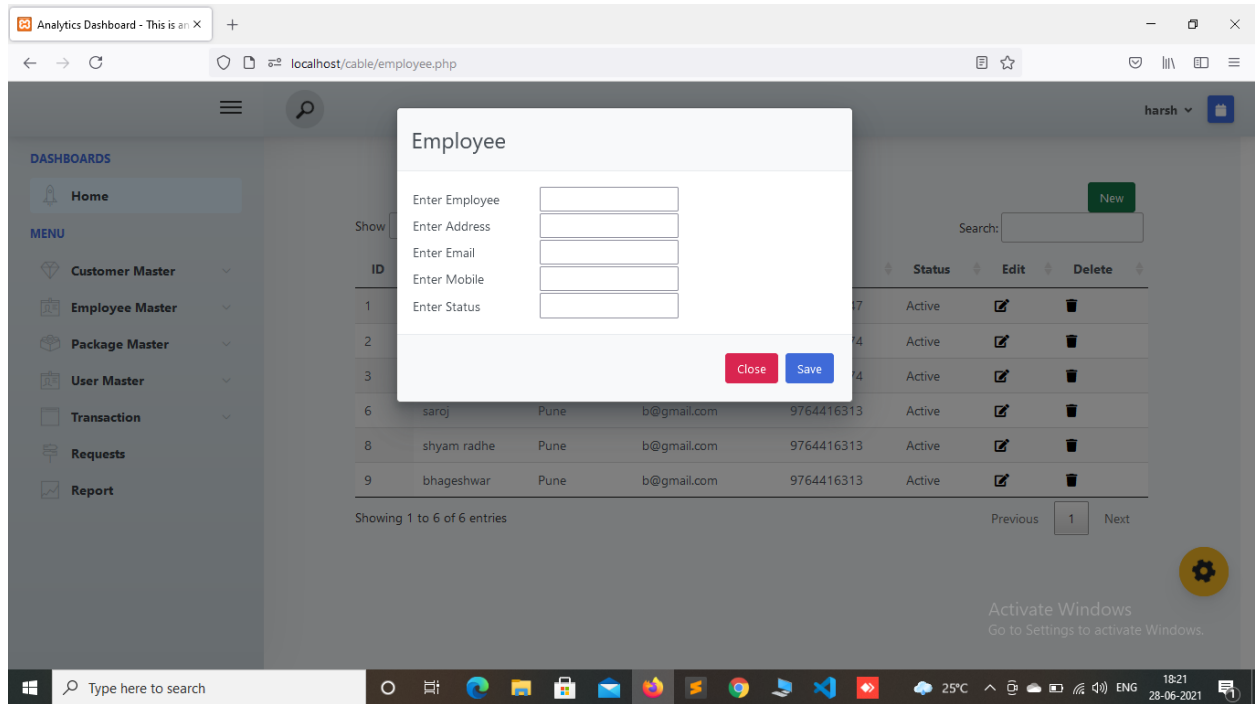 Analytics Dashboard - This is an
localhost/cable/employee.php
harsh
DASHBOARDS
Home
MENU
Customer Master
Employee Master
Package Master
User Master
Transaction
Requests
Report
Employee
Enter Employee
Enter Address
Enter Email
Enter Mobile
Enter Status
Close Save
New
Show Search:
ID Status Edit Delete
1 47 Active
2 74 Active
3 74 Active
6 saroj Pune b@gmail.com 9764416313 Active
8 shyam radhe Pune b@gmail.com 9764416313 Active
9 bhageshwar Pune b@gmail.com 9764416313 Active
Showing 1 to 6 of 6 entries Previous 1 Next
Activate Windows
Go to Settings to activate Windows.
Type here to search 25°C ENG 18:21
28-06-2021